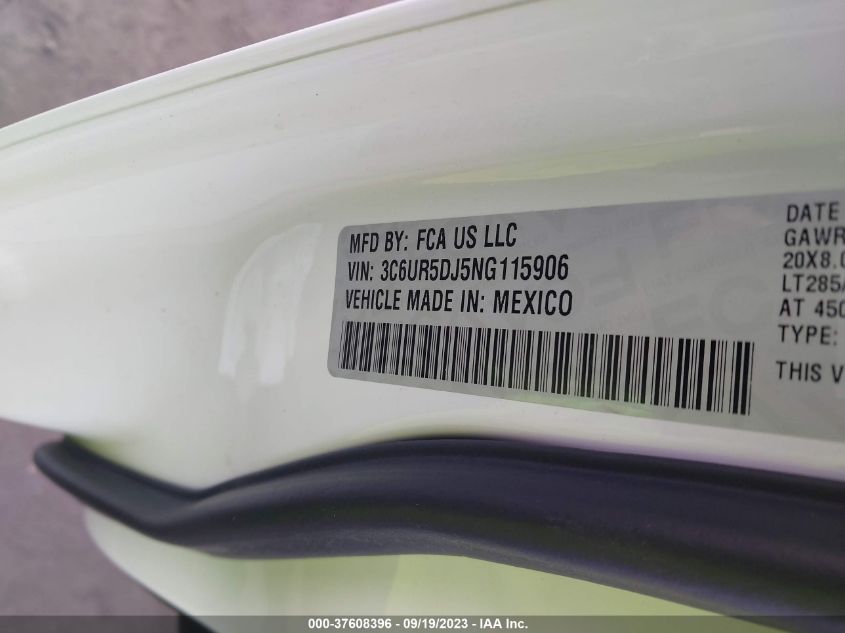 MFD BY: FCA US LLC
VIN: 3C6UR5DJ5NG115906
VEHICLE MADE IN: MEXICO
DATE
GAWR
20X8.0
LT285/
AT 450
TYPE:
THIS V
000-37608396 - 09/19/2023 - IAA Inc.